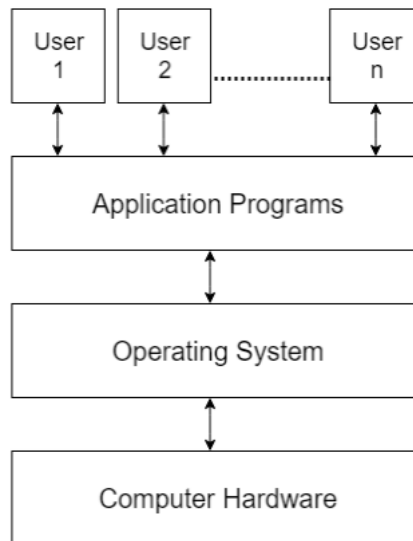 User
1
User
2
User
n
Application Programs
Operating System
Computer Hardware